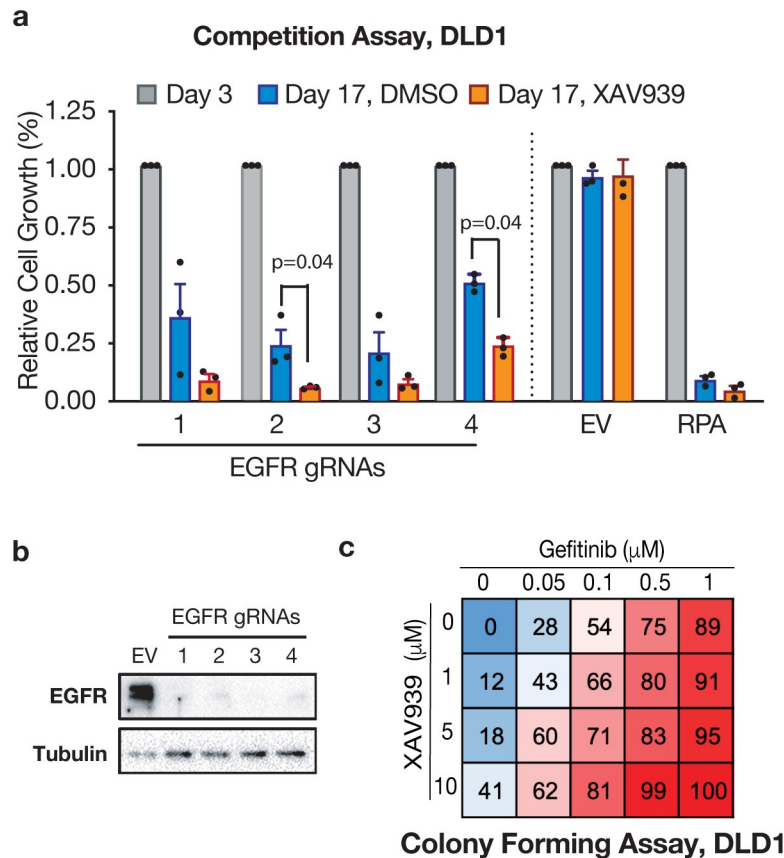 a
Competition Assay, DLD1
Day 3 Day 17, DMSO Day 17, XAV939
Relative Cell Growth (%)
1.25
1.00
0.75
0.50
0.25
0.00
p=0.04
p=0.04
1 2 3 4 EV RPA
EGFR gRNAs
b
EGFR gRNAs
EV 1 2 3 4
EGFR
Tubulin
c
Gefitinib (μM)
0 0.05 0.1 0.5 1
XAV939 (μM)
0 0 28 54 75 89
1 12 43 66 80 91
5 18 60 71 83 95
10 41 62 81 99 100
Colony Forming Assay, DLD1